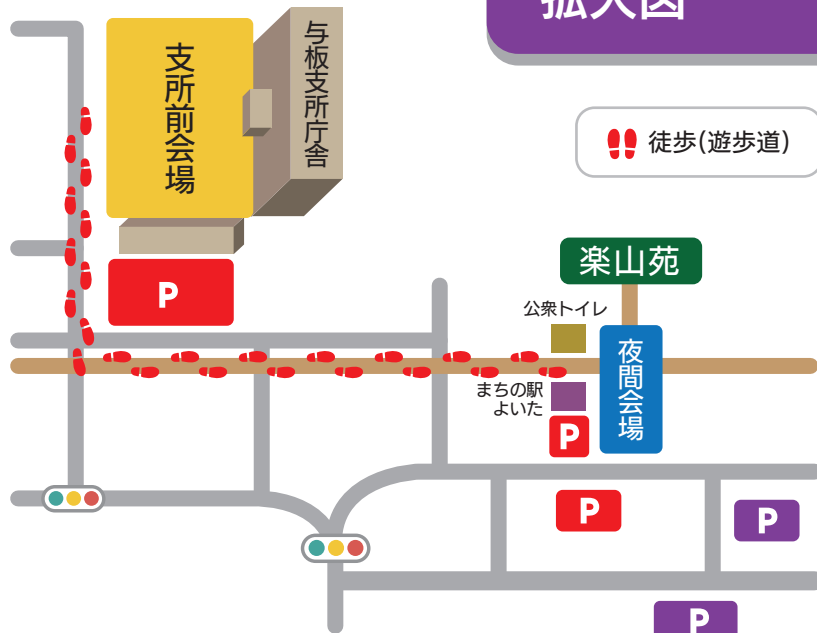 拡大図
支所前会場
与板支所庁舎
徒歩(遊歩道)
P
楽山苑
公衆トイレ
夜間会場
まちの駅
よいた
P
P
P
P